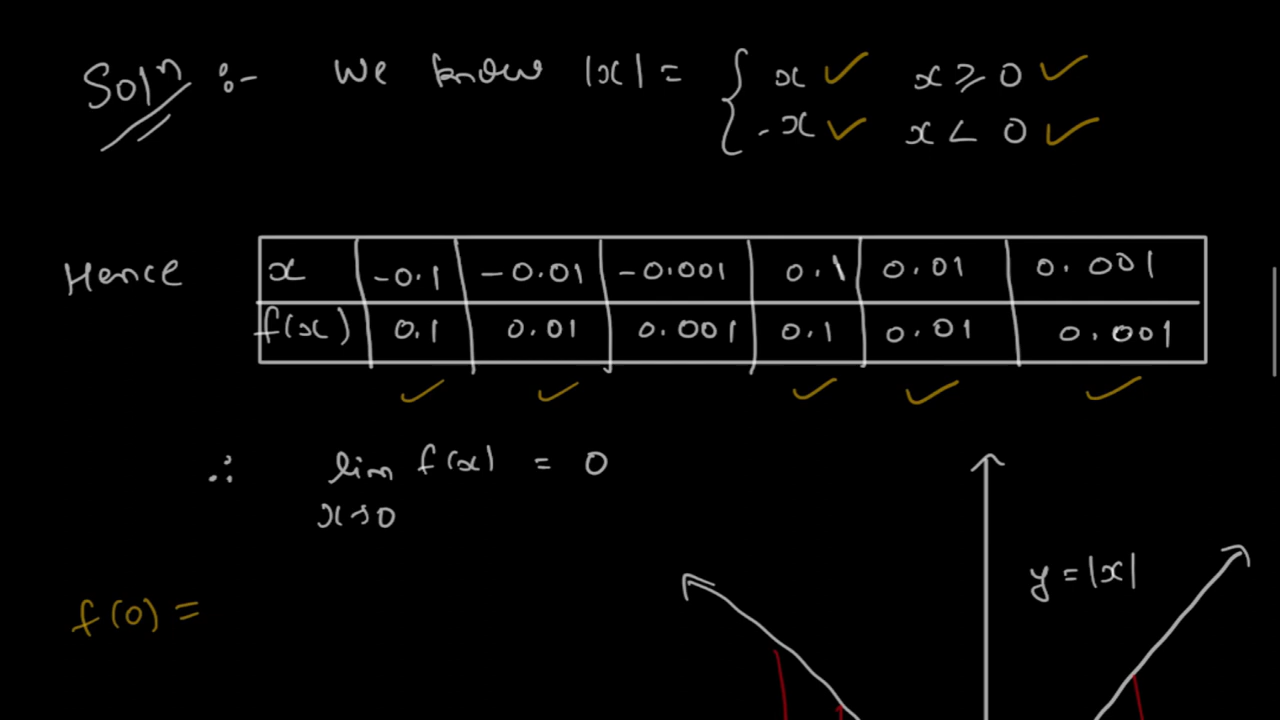 Soln :- We know |x| = { x x ≥ 0
-x x < 0
Hence x -0.1 -0.01 -0.001 0.1 0.01 0.001
f(x) 0.1 0.01 0.001 0.1 0.01 0.001
∴ lim f(x) = 0
x→0
y = |x|
f(0) =